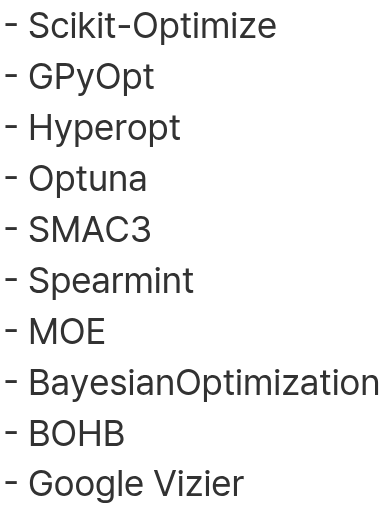 - Scikit-Optimize
- GPyOpt
- Hyperopt
- Optuna
- SMAC3
- Spearmint
- MOE
- BayesianOptimization
- BOHB
- Google Vizier